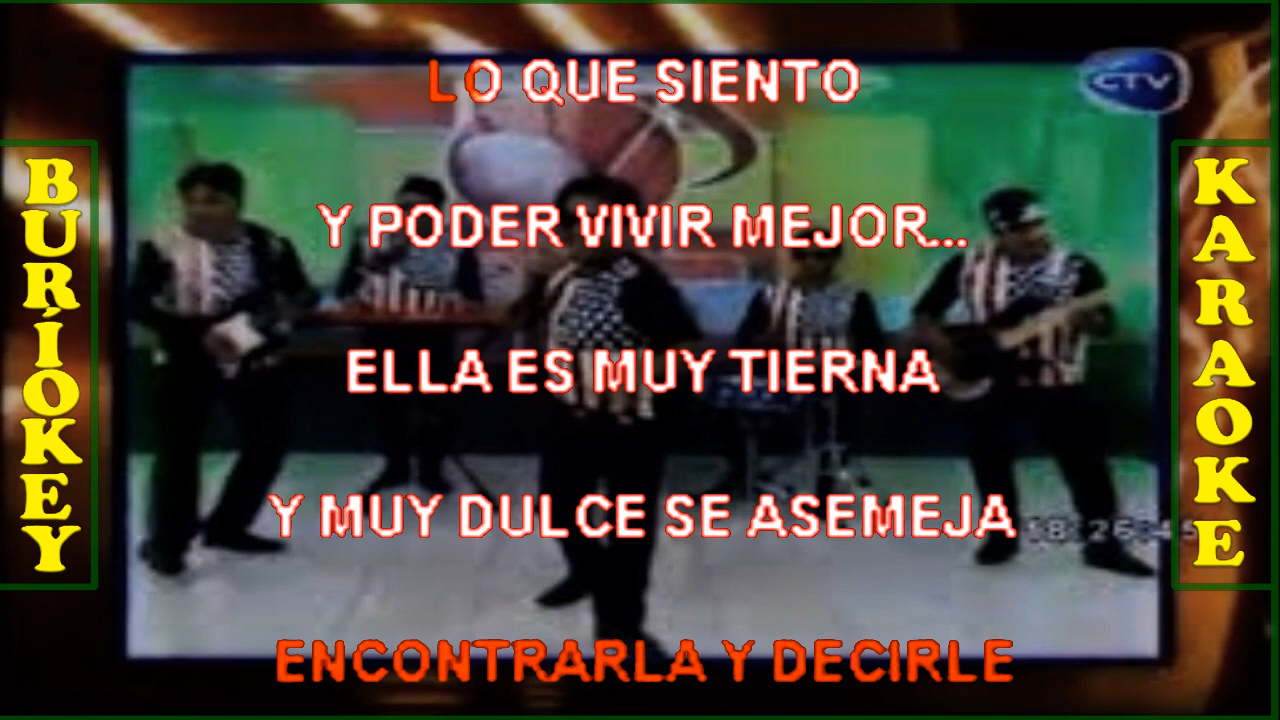 LO QUE SIENTO
CTV
BURÍOKEY
KARAOKE
Y PODER VIVIR MEJOR...
ELLA ES MUY TIERNA
Y MUY DULCE SE ASEMEJA
ENCONTRARLA Y DECIRLE